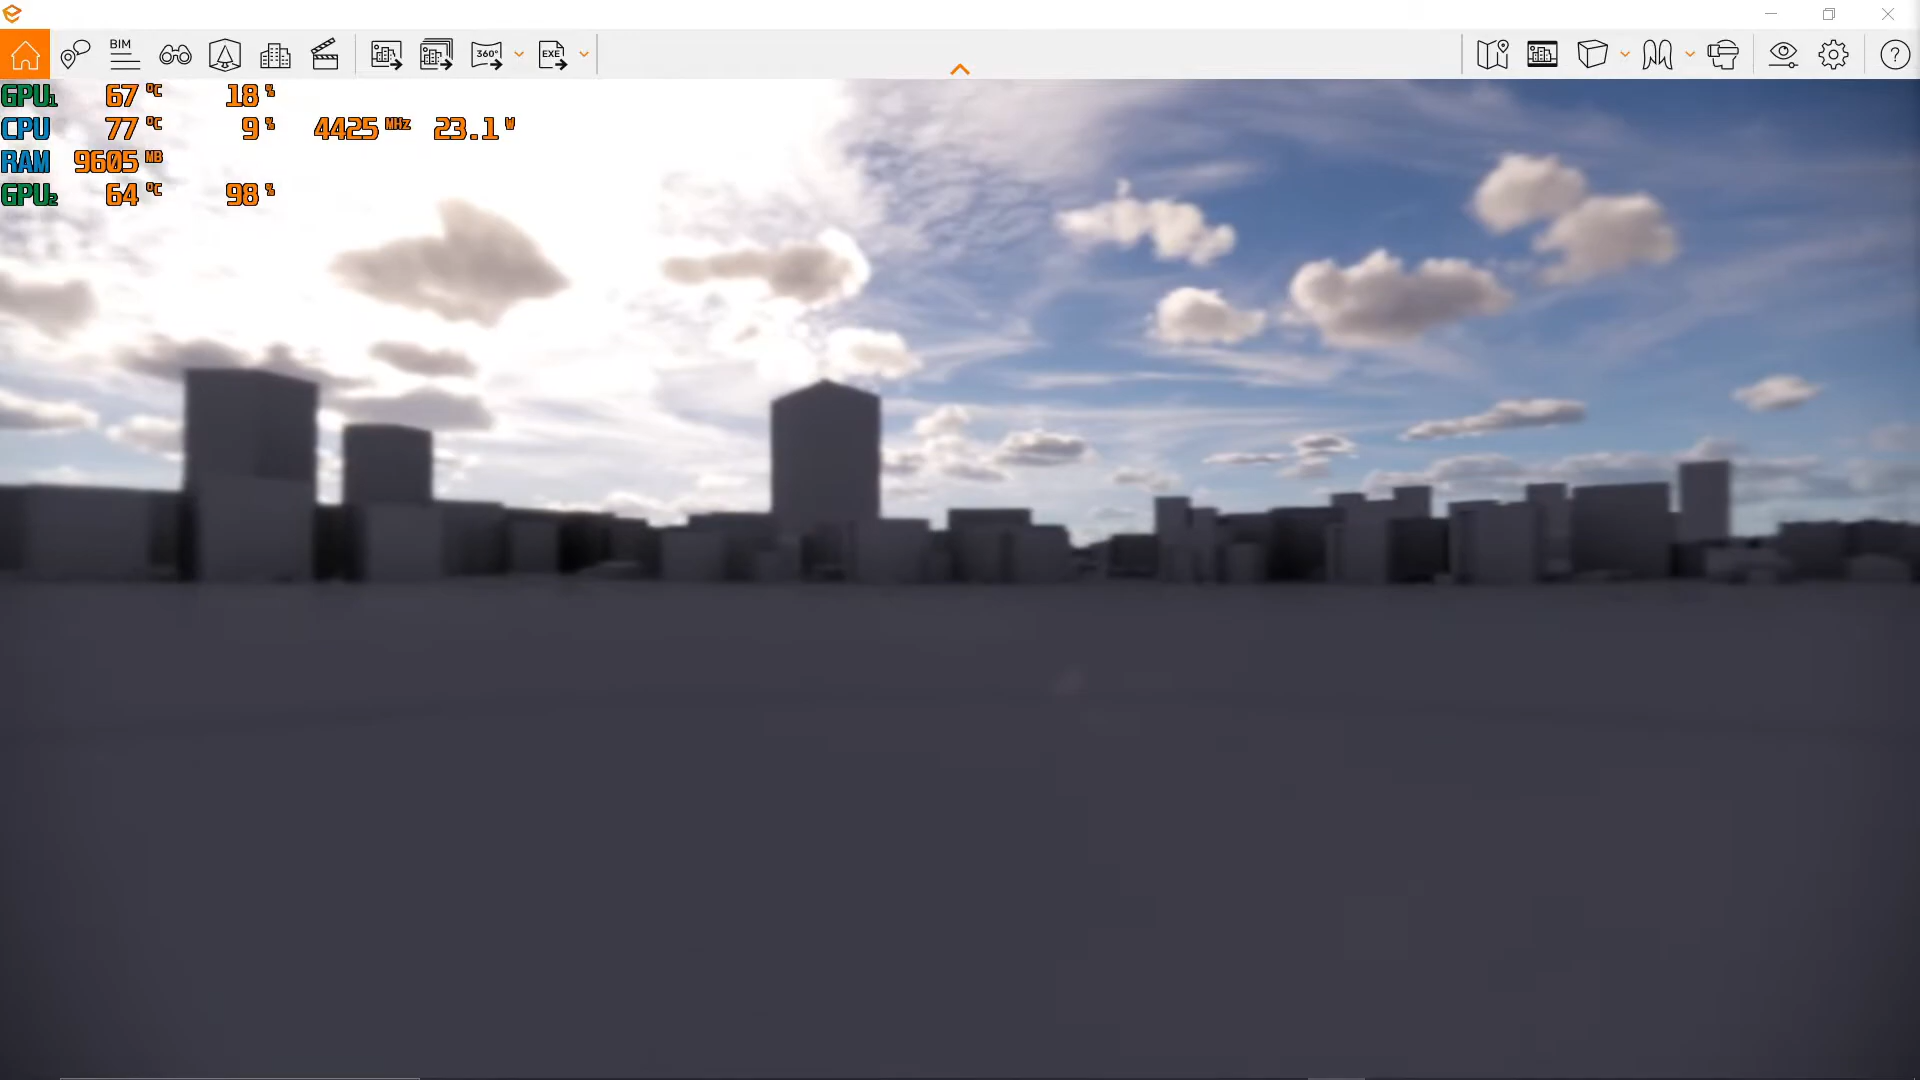 BIM
360°
EXE
?
GPU1 67 °C 18 %
CPU 77 °C 9 % 4425 MHz 23.1 W
RAM 9605 MB
GPU2 64 °C 98 %